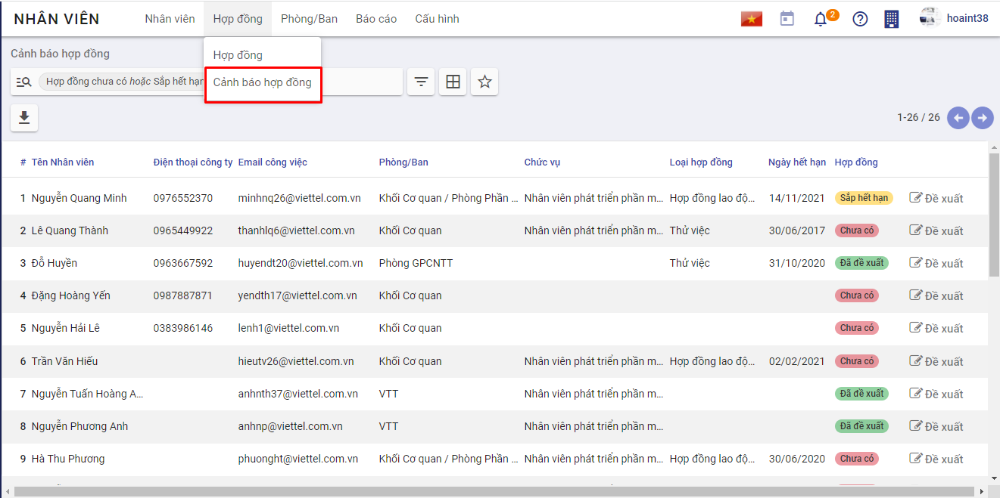 NHÂN VIÊN Nhân viên Hợp đồng Phòng/Ban Báo cáo Cấu hình 2 hoaint38
Cảnh báo hợp đồng
Hợp đồng
Hợp đồng chưa có hoặc Sắp hết hạn
Cảnh báo hợp đồng
1-26 / 26
# Tên Nhân viên Điện thoại công ty Email công việc Phòng/Ban Chức vụ Loại hợp đồng Ngày hết hạn Hợp đồng
1 Nguyễn Quang Minh 0976552370 minhnq26@viettel.com.vn Khối Cơ quan / Phòng Phần ... Nhân viên phát triển phần m... Hợp đồng lao độ... 14/11/2021 Sắp hết hạn Đề xuất
2 Lê Quang Thành 0965449922 thanhlq6@viettel.com.vn Khối Cơ quan Nhân viên phát triển phần m... Thử việc 30/06/2017 Chưa có Đề xuất
3 Đỗ Huyền 0963667592 huyendt20@viettel.com.vn Phòng GPCNTT Thử việc 31/10/2020 Đã đề xuất Đề xuất
4 Đặng Hoàng Yến 0987887871 yendth17@viettel.com.vn Khối Cơ quan Chưa có Đề xuất
5 Nguyễn Hải Lê 0383986146 lenh1@viettel.com.vn Khối Cơ quan Chưa có Đề xuất
6 Trần Văn Hiếu hieutv26@viettel.com.vn Khối Cơ quan Nhân viên phát triển phần m... Hợp đồng lao độ... 02/02/2021 Chưa có Đề xuất
7 Nguyễn Tuấn Hoàng A... anhnth37@viettel.com.vn VTT Nhân viên phát triển phần m... Đã đề xuất Đề xuất
8 Nguyễn Phương Anh anhnp@viettel.com.vn VTT Nhân viên phát triển phần m... Đã đề xuất Đề xuất
9 Hà Thu Phương phuonght@viettel.com.vn Khối Cơ quan / Phòng Phần ... Nhân viên phát triển phần m... Hợp đồng lao độ... 30/06/2020 Chưa có Đề xuất